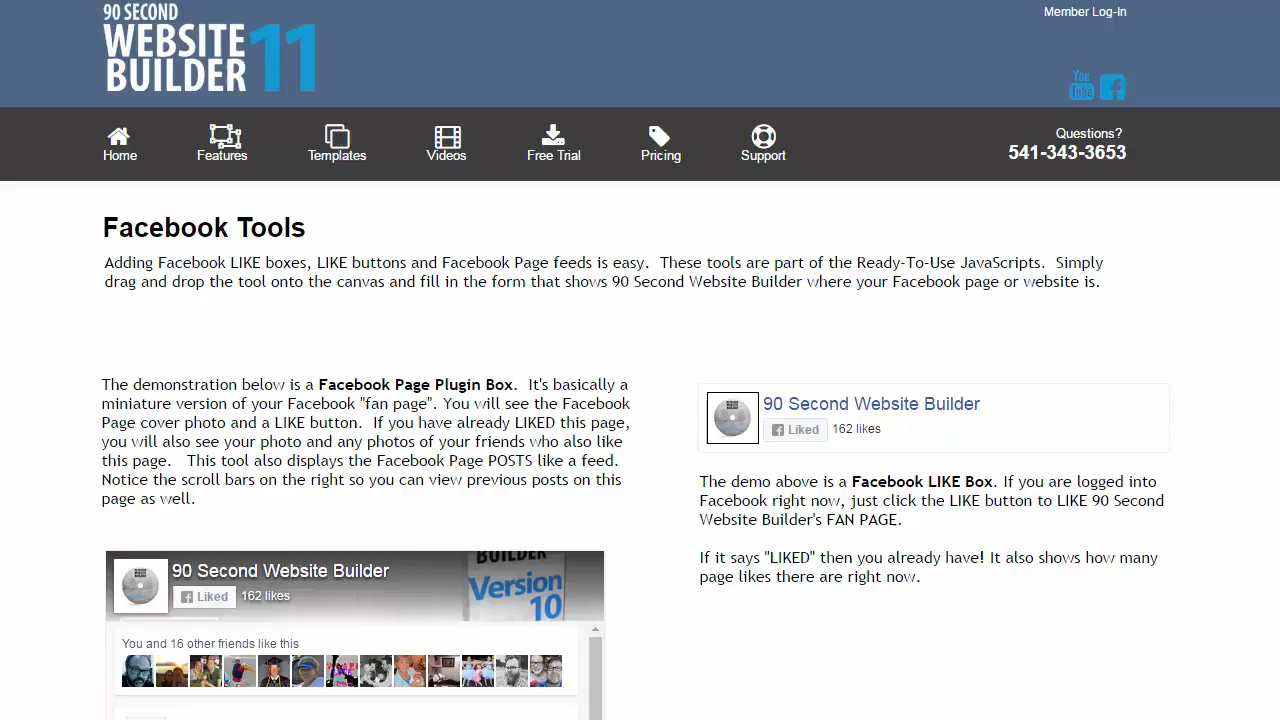 90 SECOND
WEBSITE
BUILDER 11
Member Log-In
You
Tube
Home
Features
Templates
Videos
Free Trial
Pricing
Support
Questions?
541-343-3653
Facebook Tools
Adding Facebook LIKE boxes, LIKE buttons and Facebook Page feeds is easy.  These tools are part of the Ready-To-Use JavaScripts.  Simply
drag and drop the tool onto the canvas and fill in the form that shows 90 Second Website Builder where your Facebook page or website is.
The demonstration below is a Facebook Page Plugin Box.  It's basically a
miniature version of your Facebook "fan page". You will see the Facebook
Page cover photo and a LIKE button.  If you have already LIKED this page,
you will also see your photo and any photos of your friends who also like
this page.   This tool also displays the Facebook Page POSTS like a feed.
Notice the scroll bars on the right so you can view previous posts on this
page as well.
90 Second Website Builder
Liked 162 likes
BUILDER
Version
10
You and 16 other friends like this
90 Second Website Builder
Liked 162 likes
The demo above is a Facebook LIKE Box. If you are logged into
Facebook right now, just click the LIKE button to LIKE 90 Second
Website Builder's FAN PAGE.
If it says "LIKED" then you already have! It also shows how many
page likes there are right now.